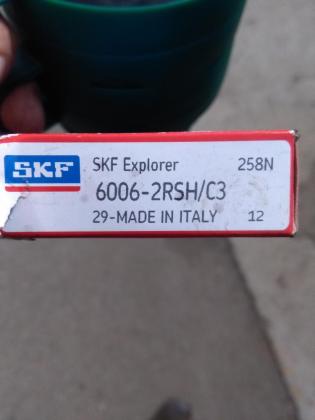 SKF
SKF Explorer 258N
6006-2RSH/C3
29-MADE IN ITALY 12